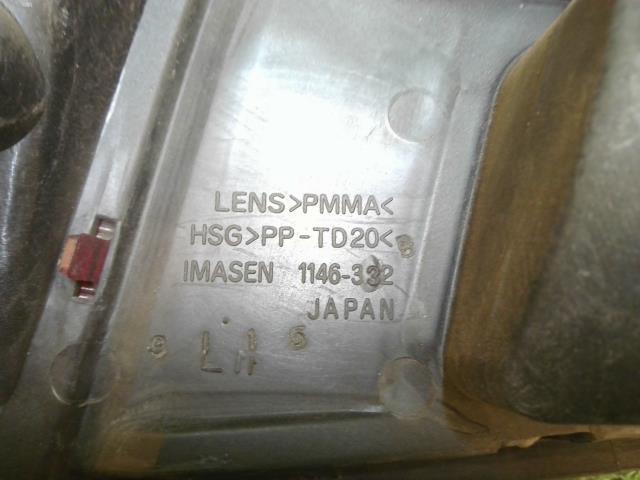 LENS>PMMA<
HSG>PP-TD20<
IMASEN 1146-332
JAPAN
LH